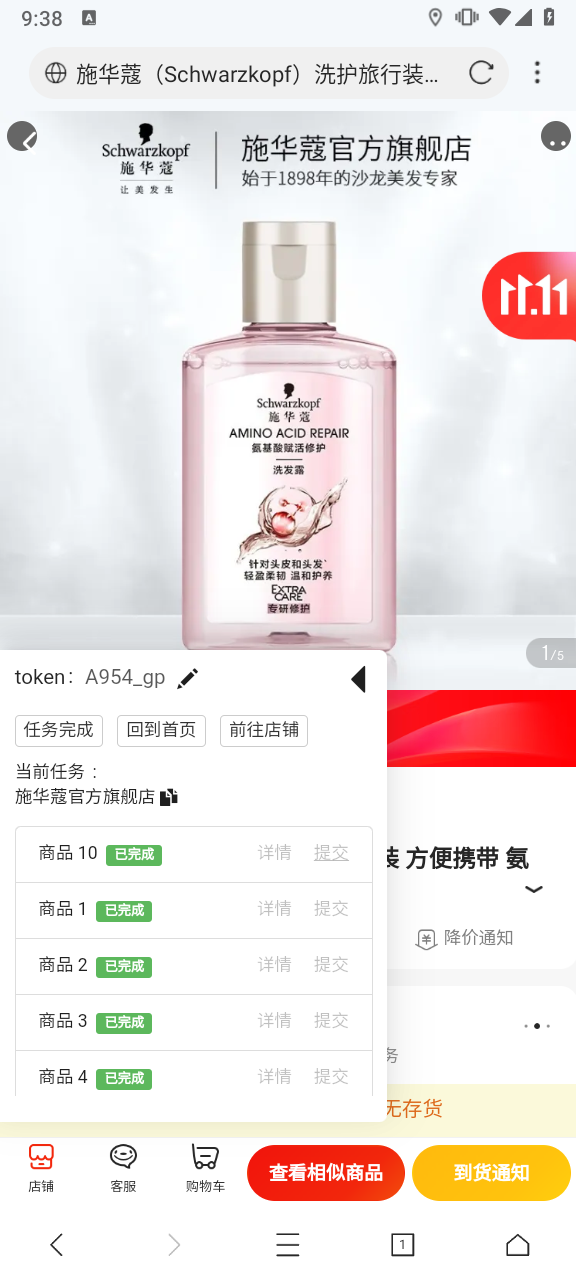 9:38
A
施华蔻（Schwarzkopf）洗护旅行装...
Schwarzkopf
施华蔻
让美发生
施华蔻官方旗舰店
始于1898年的沙龙美发专家
11.11
Schwarzkopf
施华蔻
AMINO ACID REPAIR
氨基酸赋活修护
洗发露
针对头皮和头发*
轻盈柔韧 温和护养
EXTRA
CARE
专研修护
1/5
token： A954_gp
任务完成 回到首页 前往店铺
当前任务：
施华蔻官方旗舰店
商品 10 已完成 详情 提交
装 方便携带 氨
商品 1 已完成 详情 提交
降价通知
商品 2 已完成 详情 提交
商品 3 已完成 详情 提交
务
商品 4 已完成 详情 提交
无存货
店铺 客服 购物车 查看相似商品 到货通知
1